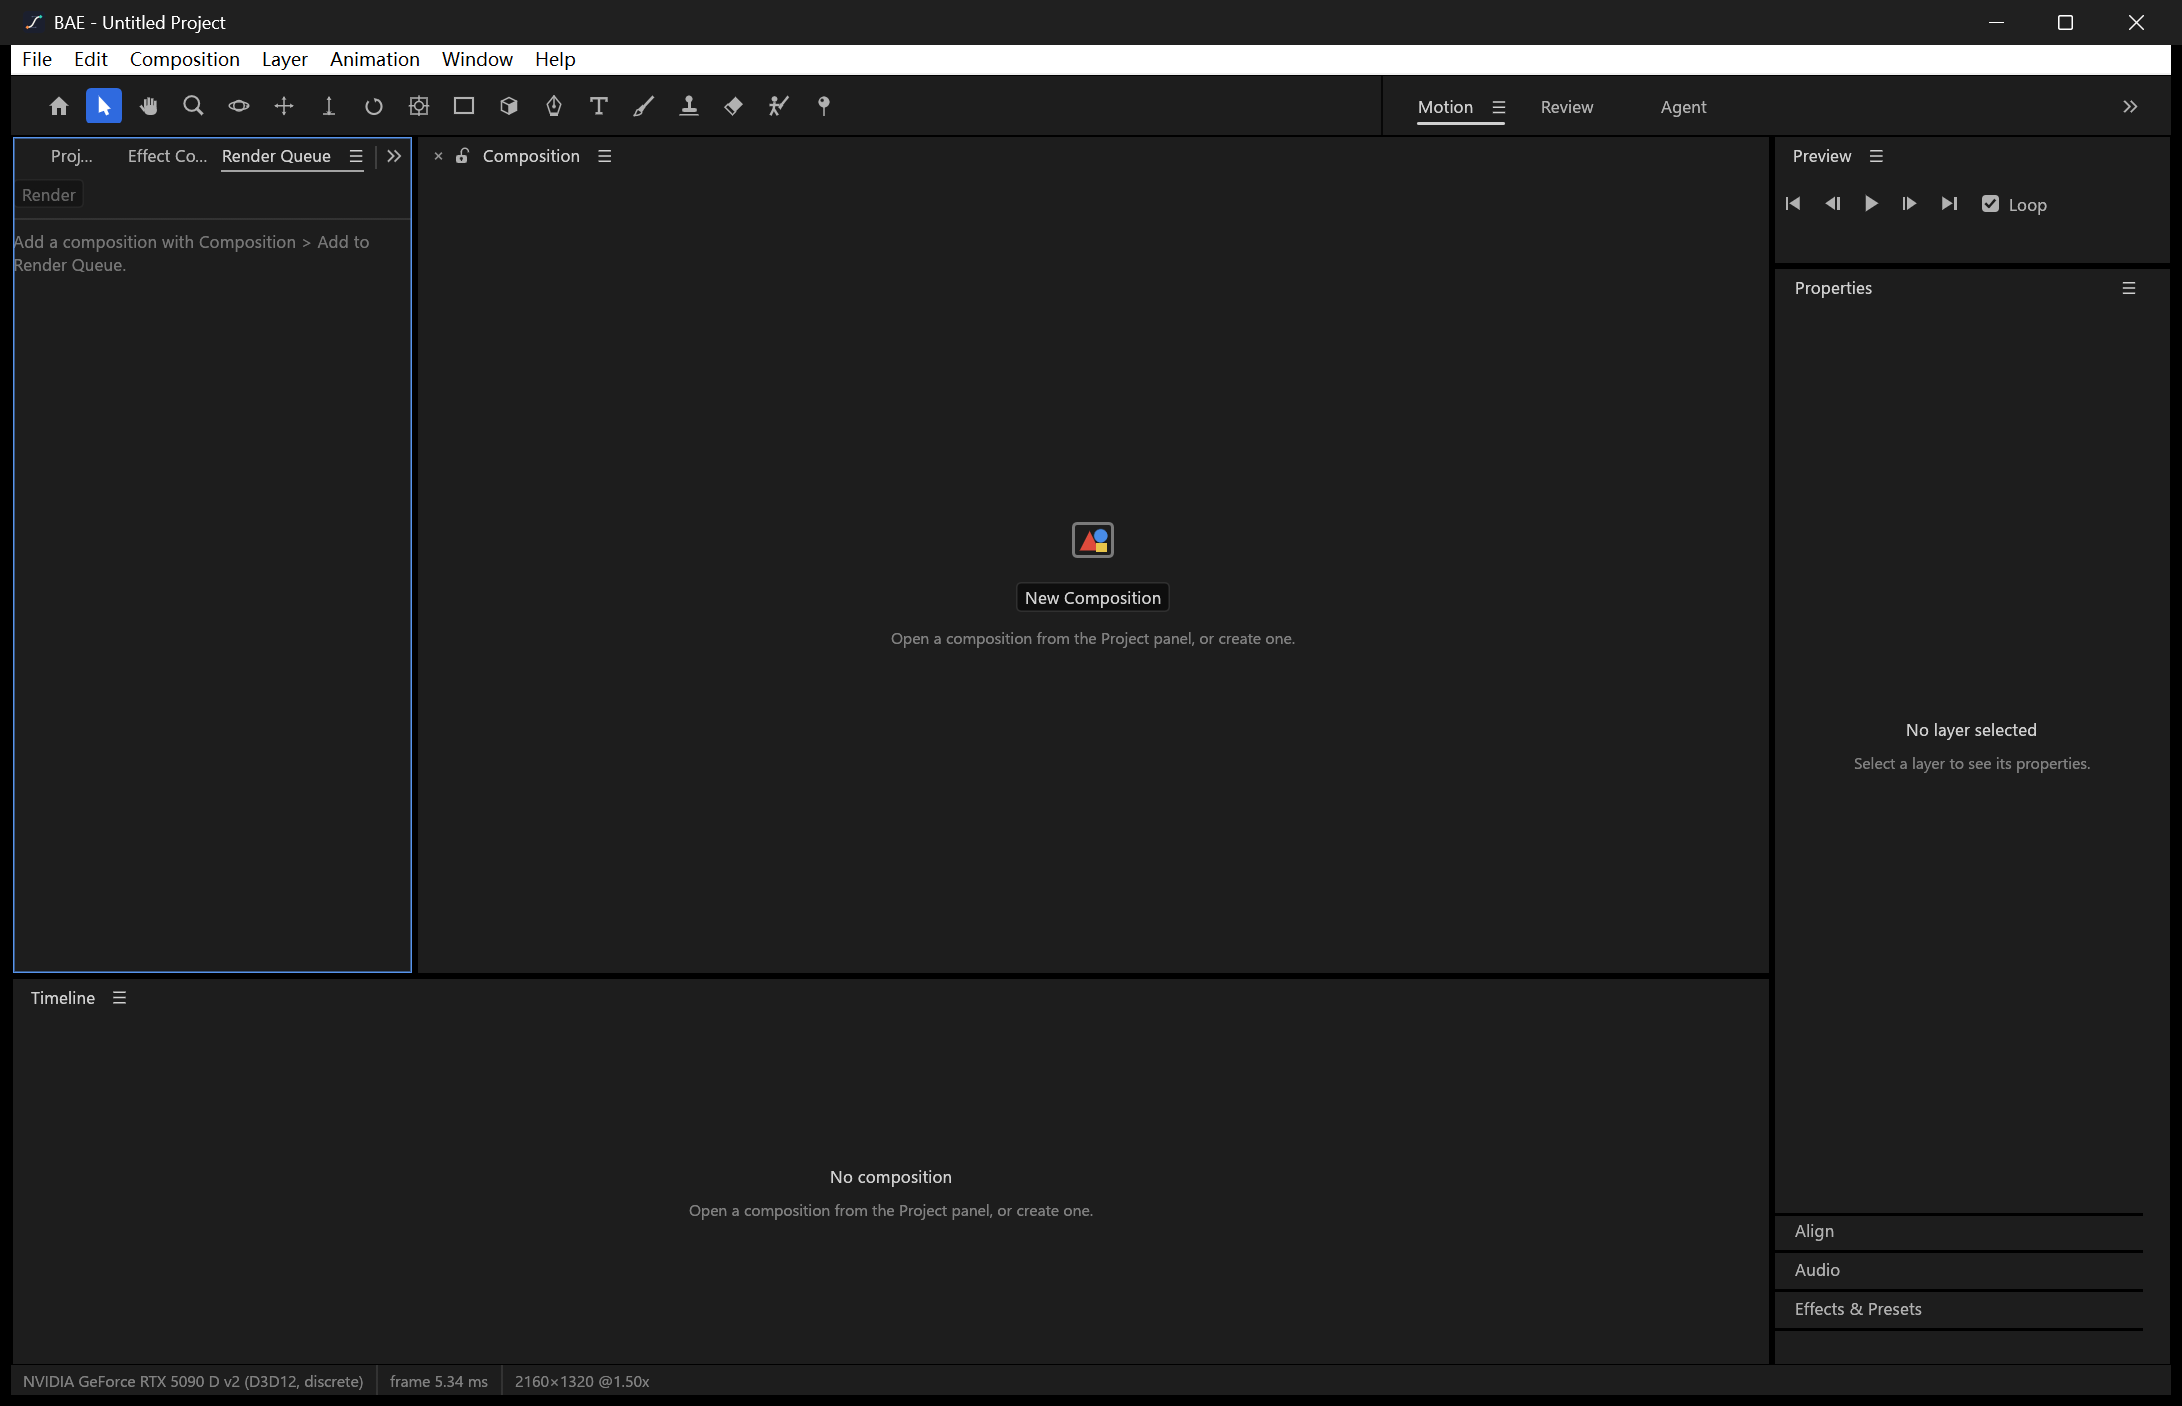 BAE - Untitled Project
File Edit Composition Layer Animation Window Help
Motion Review Agent
Proj... Effect Co... Render Queue
Render
Add a composition with Composition > Add to
Render Queue.
Composition
New Composition
Open a composition from the Project panel, or create one.
Preview
Loop
Properties
No layer selected
Select a layer to see its properties.
Timeline
No composition
Open a composition from the Project panel, or create one.
Align
Audio
Effects & Presets
NVIDIA GeForce RTX 5090 D v2 (D3D12, discrete) frame 5.34 ms 2160×1320 @1.50x